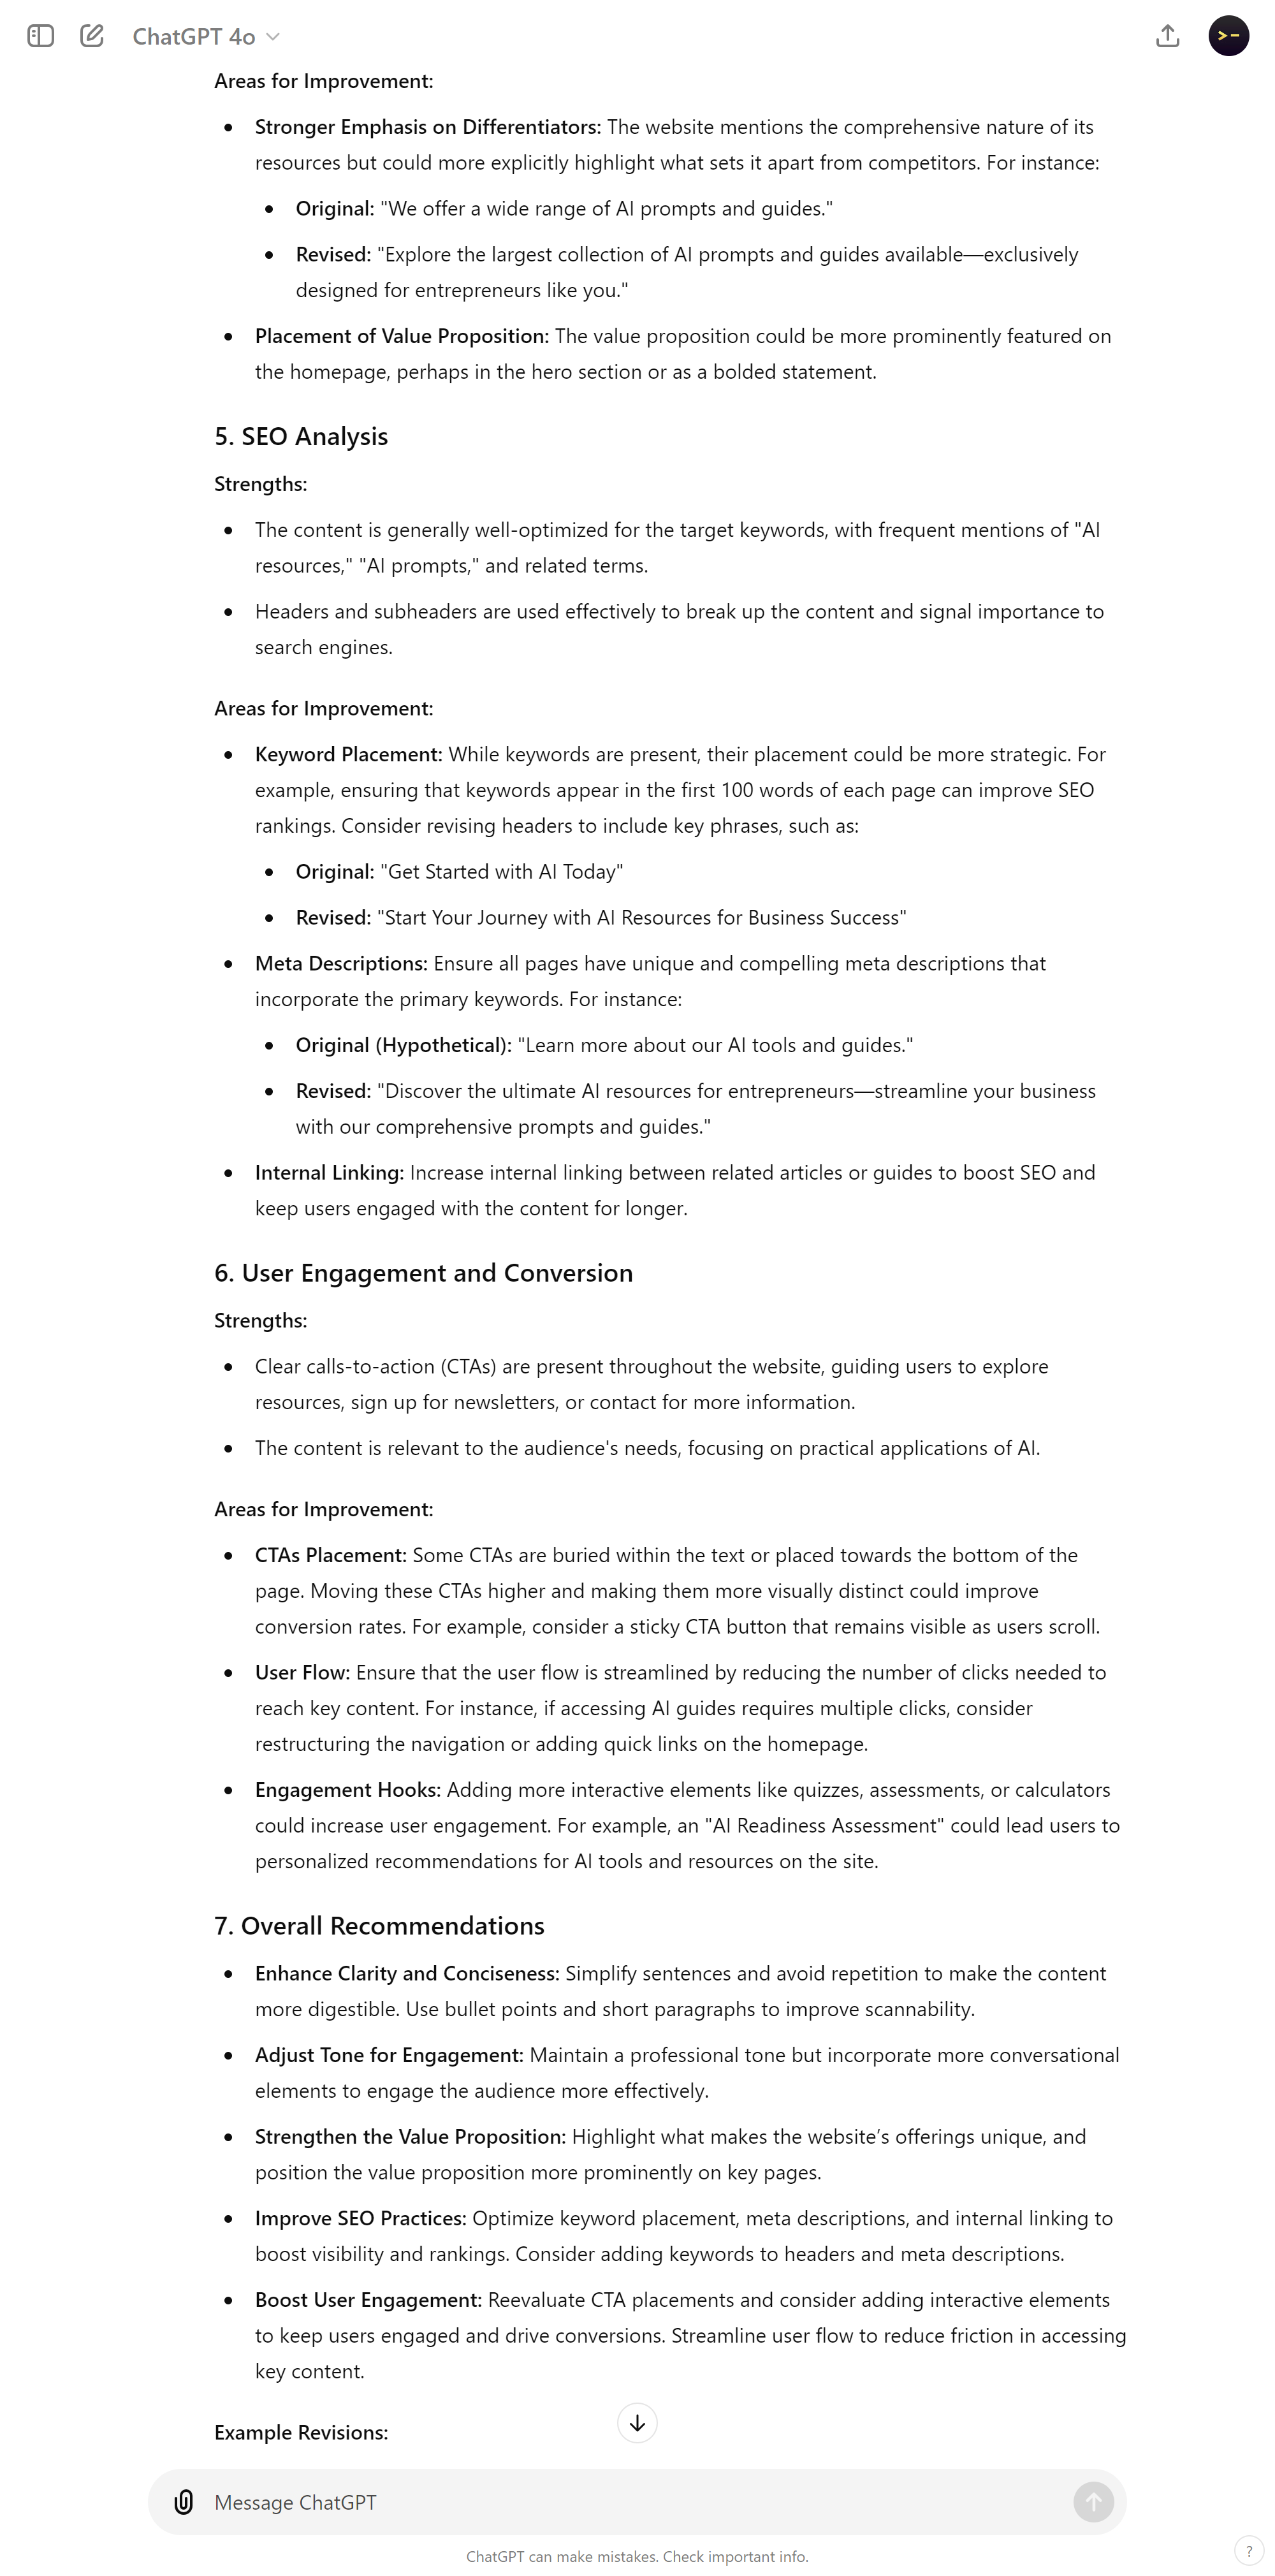 ChatGPT 4o
Areas for Improvement:
Stronger Emphasis on Differentiators: The website mentions the comprehensive nature of its
resources but could more explicitly highlight what sets it apart from competitors. For instance:
Original: "We offer a wide range of AI prompts and guides."
Revised: "Explore the largest collection of AI prompts and guides available—exclusively
designed for entrepreneurs like you."
Placement of Value Proposition: The value proposition could be more prominently featured on
the homepage, perhaps in the hero section or as a bolded statement.
5. SEO Analysis
Strengths:
The content is generally well-optimized for the target keywords, with frequent mentions of "AI
resources," "AI prompts," and related terms.
Headers and subheaders are used effectively to break up the content and signal importance to
search engines.
Areas for Improvement:
Keyword Placement: While keywords are present, their placement could be more strategic. For
example, ensuring that keywords appear in the first 100 words of each page can improve SEO
rankings. Consider revising headers to include key phrases, such as:
Original: "Get Started with AI Today"
Revised: "Start Your Journey with AI Resources for Business Success"
Meta Descriptions: Ensure all pages have unique and compelling meta descriptions that
incorporate the primary keywords. For instance:
Original (Hypothetical): "Learn more about our AI tools and guides."
Revised: "Discover the ultimate AI resources for entrepreneurs—streamline your business
with our comprehensive prompts and guides."
Internal Linking: Increase internal linking between related articles or guides to boost SEO and
keep users engaged with the content for longer.
6. User Engagement and Conversion
Strengths:
Clear calls-to-action (CTAs) are present throughout the website, guiding users to explore
resources, sign up for newsletters, or contact for more information.
The content is relevant to the audience's needs, focusing on practical applications of AI.
Areas for Improvement:
CTAs Placement: Some CTAs are buried within the text or placed towards the bottom of the
page. Moving these CTAs higher and making them more visually distinct could improve
conversion rates. For example, consider a sticky CTA button that remains visible as users scroll.
User Flow: Ensure that the user flow is streamlined by reducing the number of clicks needed to
reach key content. For instance, if accessing AI guides requires multiple clicks, consider
restructuring the navigation or adding quick links on the homepage.
Engagement Hooks: Adding more interactive elements like quizzes, assessments, or calculators
could increase user engagement. For example, an "AI Readiness Assessment" could lead users to
personalized recommendations for AI tools and resources on the site.
7. Overall Recommendations
Enhance Clarity and Conciseness: Simplify sentences and avoid repetition to make the content
more digestible. Use bullet points and short paragraphs to improve scannability.
Adjust Tone for Engagement: Maintain a professional tone but incorporate more conversational
elements to engage the audience more effectively.
Strengthen the Value Proposition: Highlight what makes the website’s offerings unique, and
position the value proposition more prominently on key pages.
Improve SEO Practices: Optimize keyword placement, meta descriptions, and internal linking to
boost visibility and rankings. Consider adding keywords to headers and meta descriptions.
Boost User Engagement: Reevaluate CTA placements and consider adding interactive elements
to keep users engaged and drive conversions. Streamline user flow to reduce friction in accessing
key content.
Example Revisions:
Message ChatGPT
ChatGPT can make mistakes. Check important info.
?